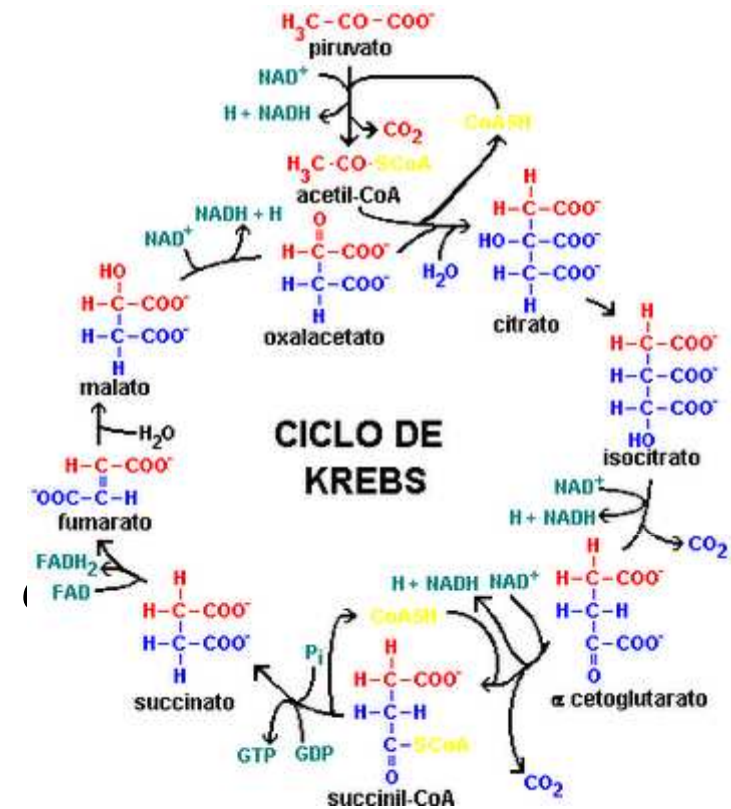 H₃C-CO-COO⁻
piruvato
NAD⁺
H + NADH
CO₂
CoASH
H₃C-CO-SCoA
acetil-CoA
NADH + H
NAD⁺
O
H-C-COO⁻
H-C-COO⁻
H
oxalacetato
H₂O
H
H-C-COO⁻
HO-C-COO⁻
H-C-COO⁻
H
citrato
HO
H-C-COO⁻
H-C-COO⁻
H
malato
H
H-C-COO⁻
H-C-COO⁻
H-C-COO⁻
HO
isocitrato
CICLO DE
KREBS
H₂O
H-C-COO⁻
⁻OOC-C-H
fumarato
NAD⁺
H + NADH
CO₂
FADH₂
FAD
H
H-C-COO⁻
H-C-COO⁻
H
succinato
H + NADH NAD⁺
CoASH
H
H-C-COO⁻
H-C-H
C-COO⁻
O
α cetoglutarato
Pi
GTP
GDP
H
H-C-COO⁻
H-C-H
C-SCoA
O
succinil-CoA
CO₂